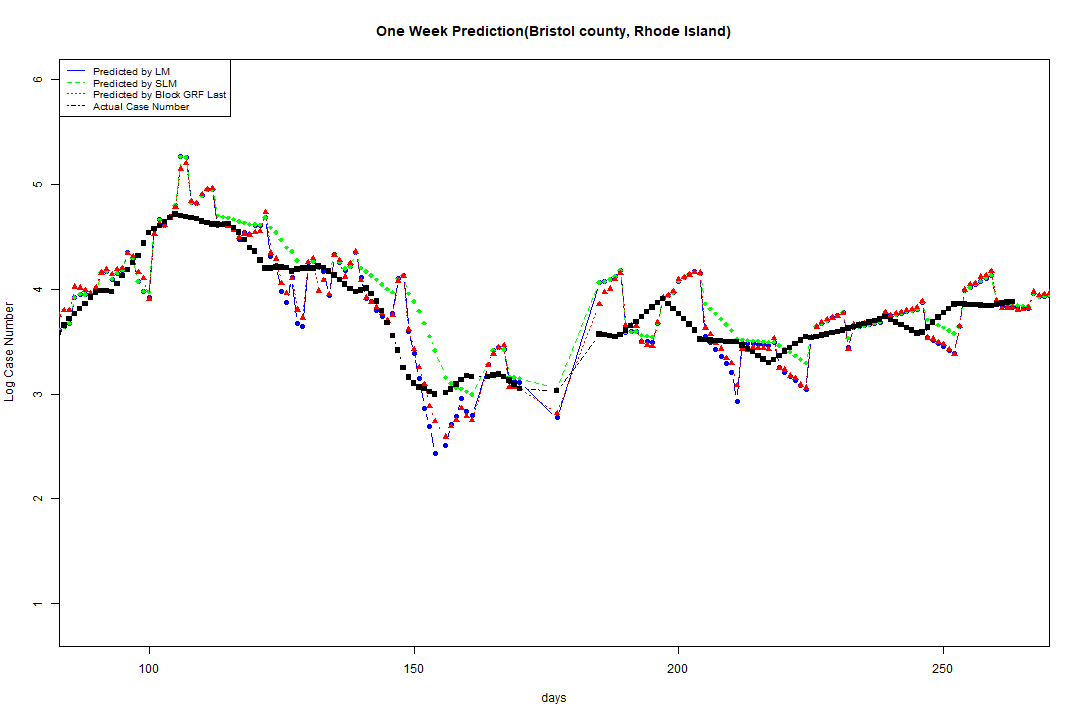 One Week Prediction(Bristol county, Rhode Island)
Predicted by LM
Predicted by SLM
Predicted by Block GRF Last
Actual Case Number
6
5
4
3
2
1
Log Case Number
100 150 200 250
days